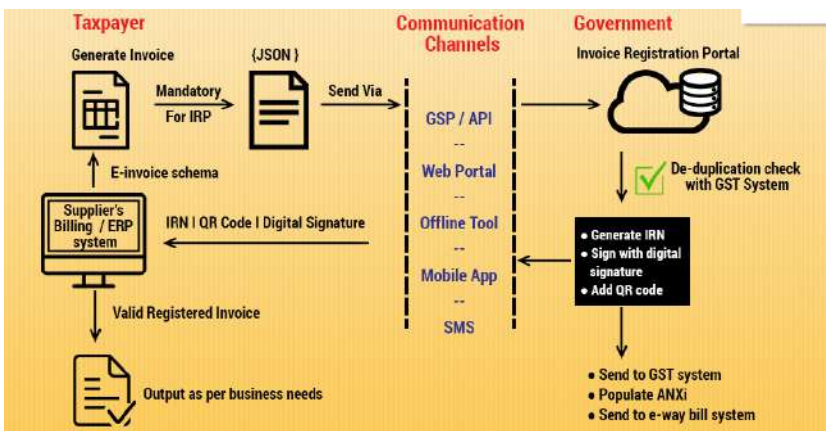 Taxpayer
Communication
Channels
Government
Generate Invoice
{JSON }
Invoice Registration Portal
Mandatory
For IRP
Send Via
GSP / API
--
Web Portal
--
Offline Tool
--
Mobile App
--
SMS
De-duplication check
with GST System
E-invoice schema
Supplier's
Billing / ERP
system
IRN I QR Code I Digital Signature
● Generate IRN
● Sign with digital
signature
● Add QR code
Valid Registered Invoice
Output as per business needs
● Send to GST system
● Populate ANXi
● Send to e-way bill system